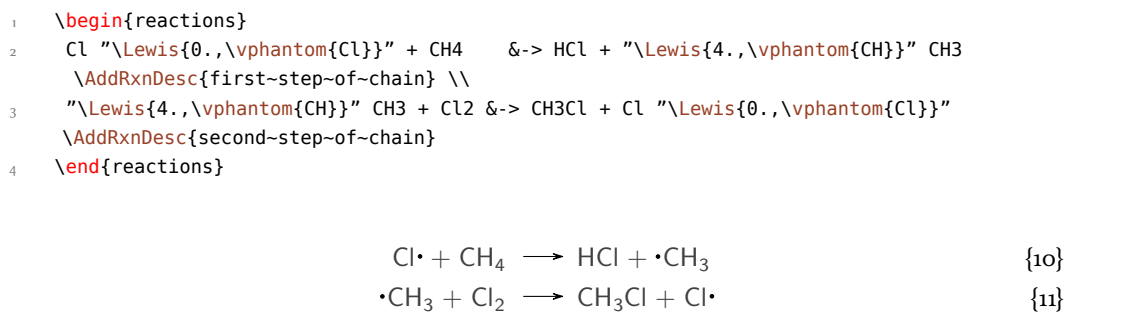 1 \begin{reactions}
2 Cl ”\Lewis{0.,\vphantom{Cl}}” + CH4    &-> HCl + ”\Lewis{4.,\vphantom{CH}}” CH3
\AddRxnDesc{first~step~of~chain} \\
3 ”\Lewis{4.,\vphantom{CH}}” CH3 + Cl2 &-> CH3Cl + Cl ”\Lewis{0.,\vphantom{Cl}}”
\AddRxnDesc{second~step~of~chain}
4 \end{reactions}
Cl· + CH₄ ⟶ HCl + ·CH₃ {10}
·CH₃ + Cl₂ ⟶ CH₃Cl + Cl· {11}